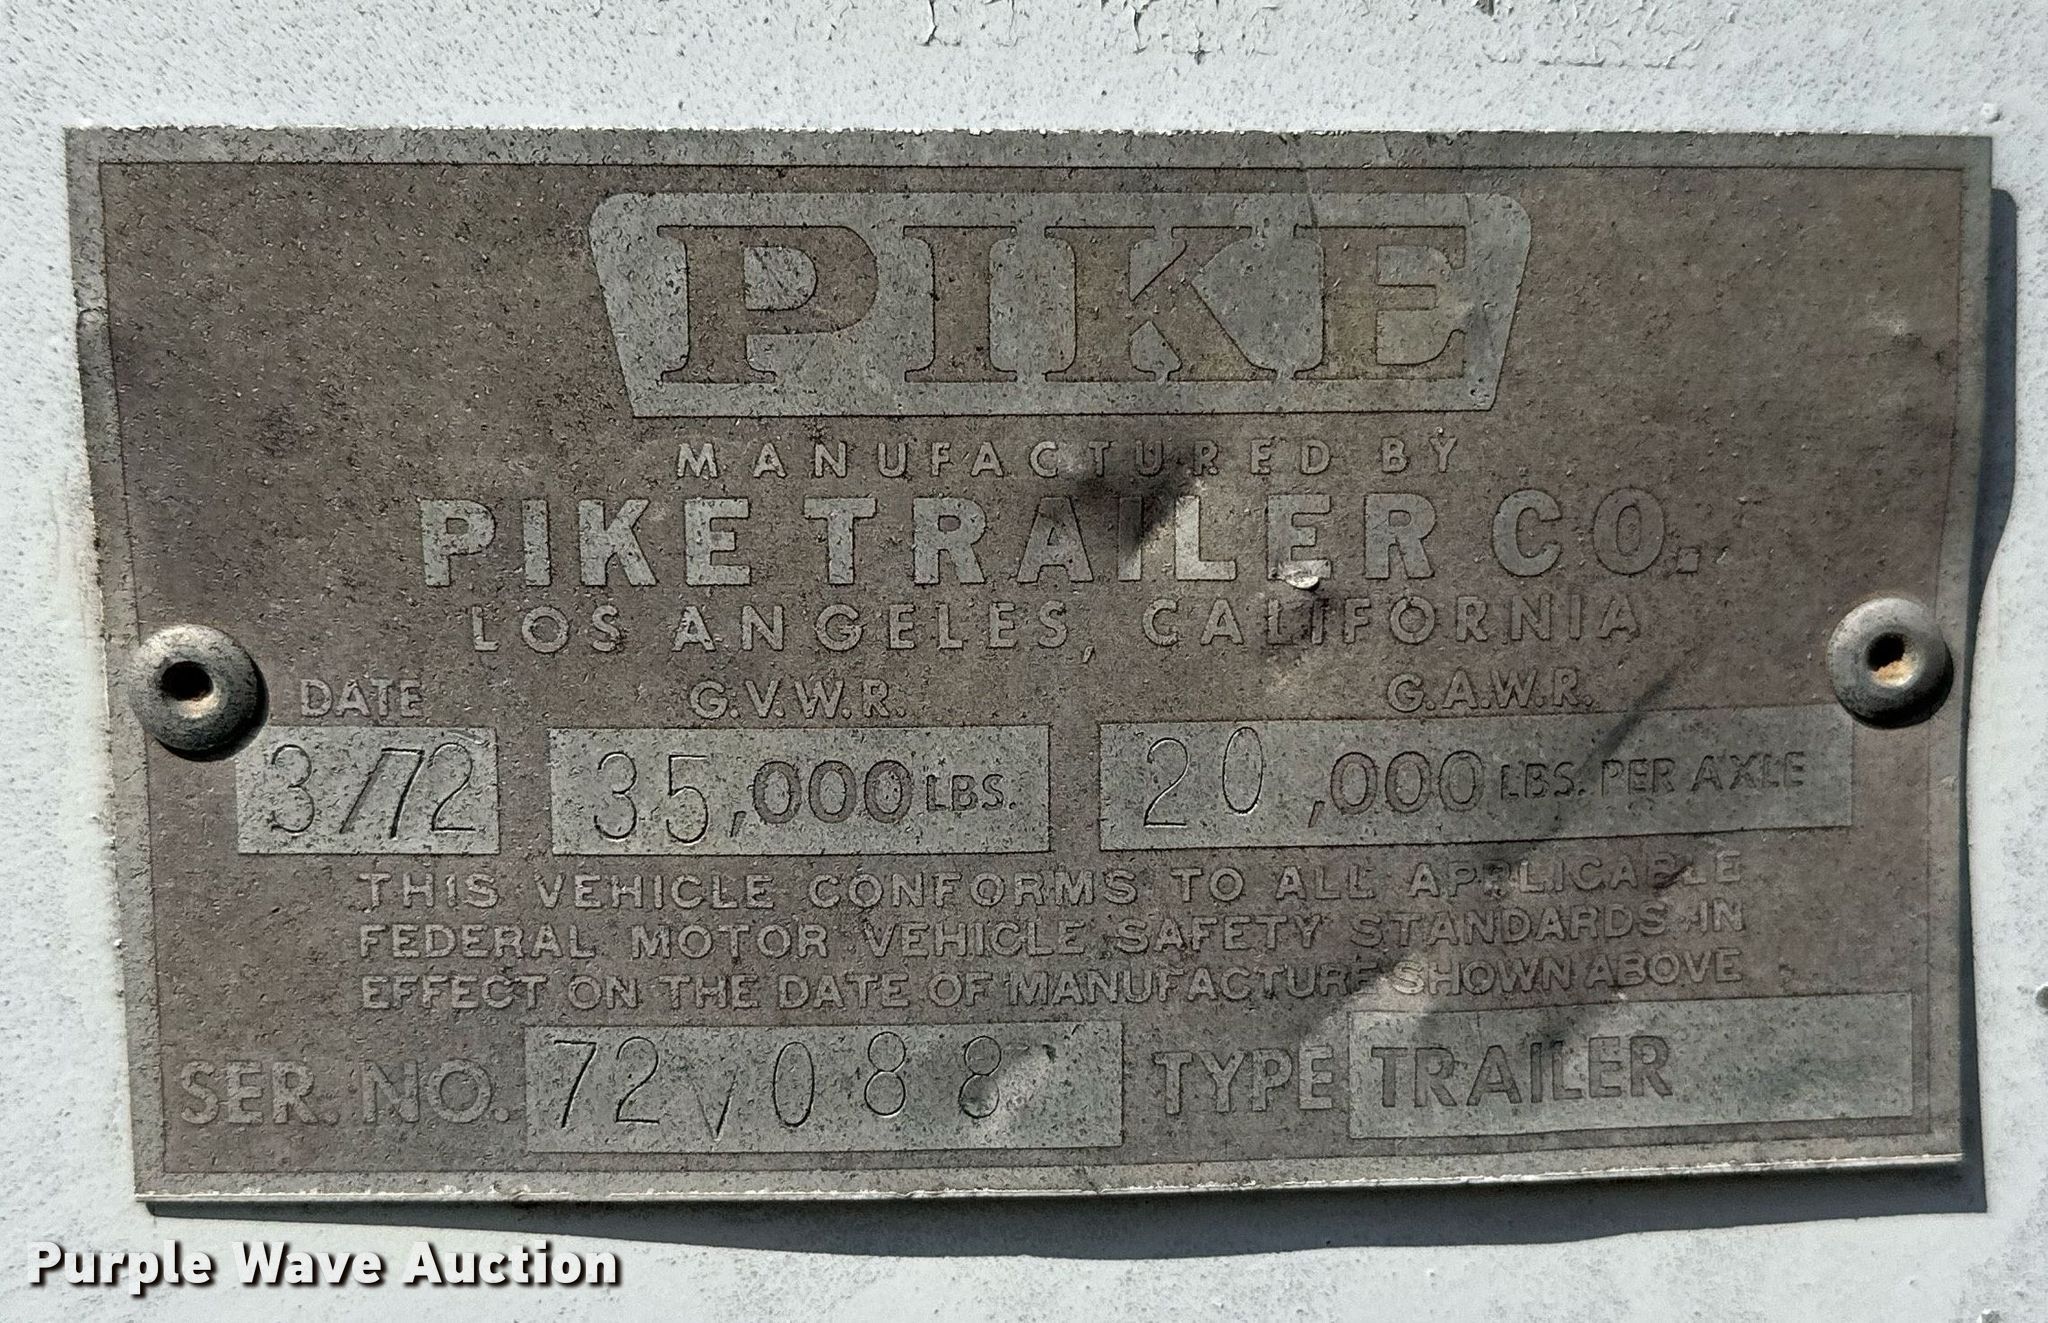 PIKE
MANUFACTURED BY
PIKE TRAILER CO.
LOS ANGELES, CALIFORNIA
DATE G.V.W.R. G.A.W.R.
3/72 35,000 LBS. 20,000 LBS. PER AXLE
THIS VEHICLE CONFORMS TO ALL APPLICABLE
FEDERAL MOTOR VEHICLE SAFETY STANDARDS IN
EFFECT ON THE DATE OF MANUFACTURE SHOWN ABOVE
SER. NO. 72V088 TYPE TRAILER
Purple Wave Auction